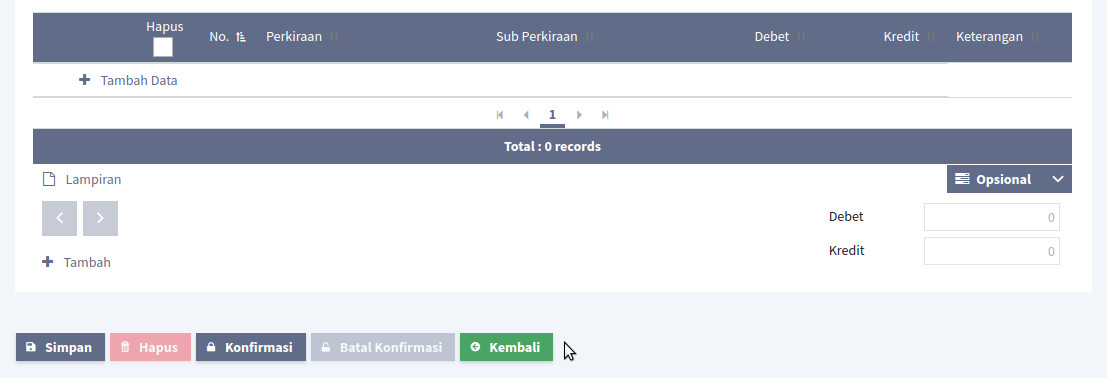 Hapus
No. Perkiraan Sub Perkiraan Debet Kredit Keterangan
Tambah Data
1
Total : 0 records
Lampiran Opsional
Debet 0
Kredit 0
Tambah
Simpan Hapus Konfirmasi Batal Konfirmasi Kembali